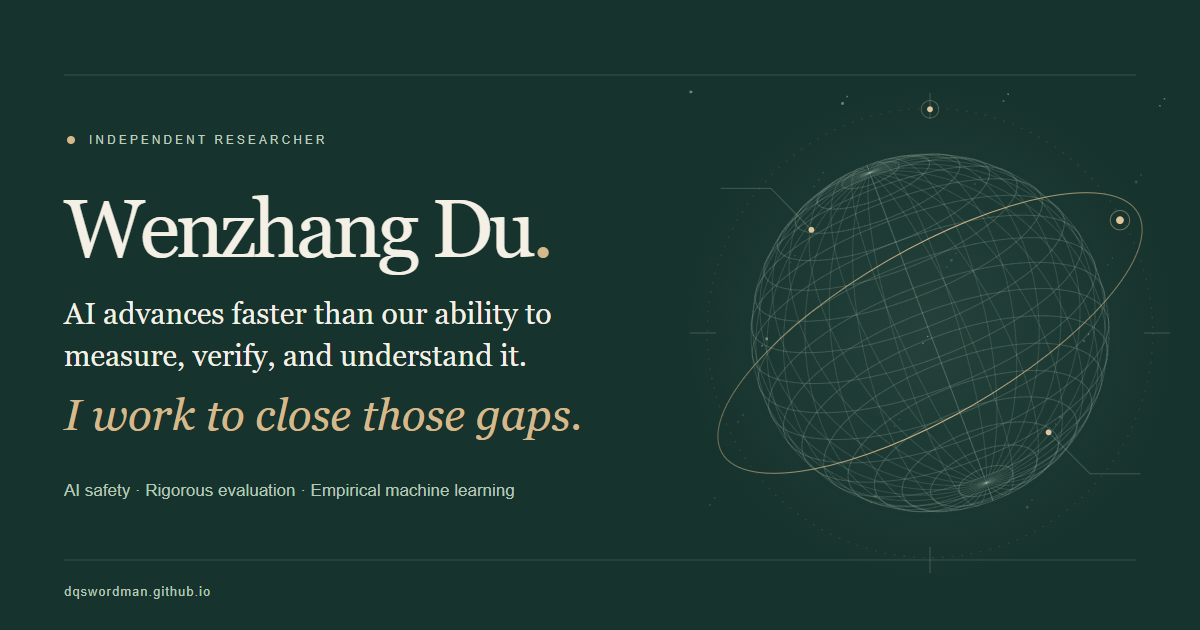 INDEPENDENT RESEARCHER
Wenzhang Du.
AI advances faster than our ability to
measure, verify, and understand it.
I work to close those gaps.
AI safety · Rigorous evaluation · Empirical machine learning
dqswordman.github.io